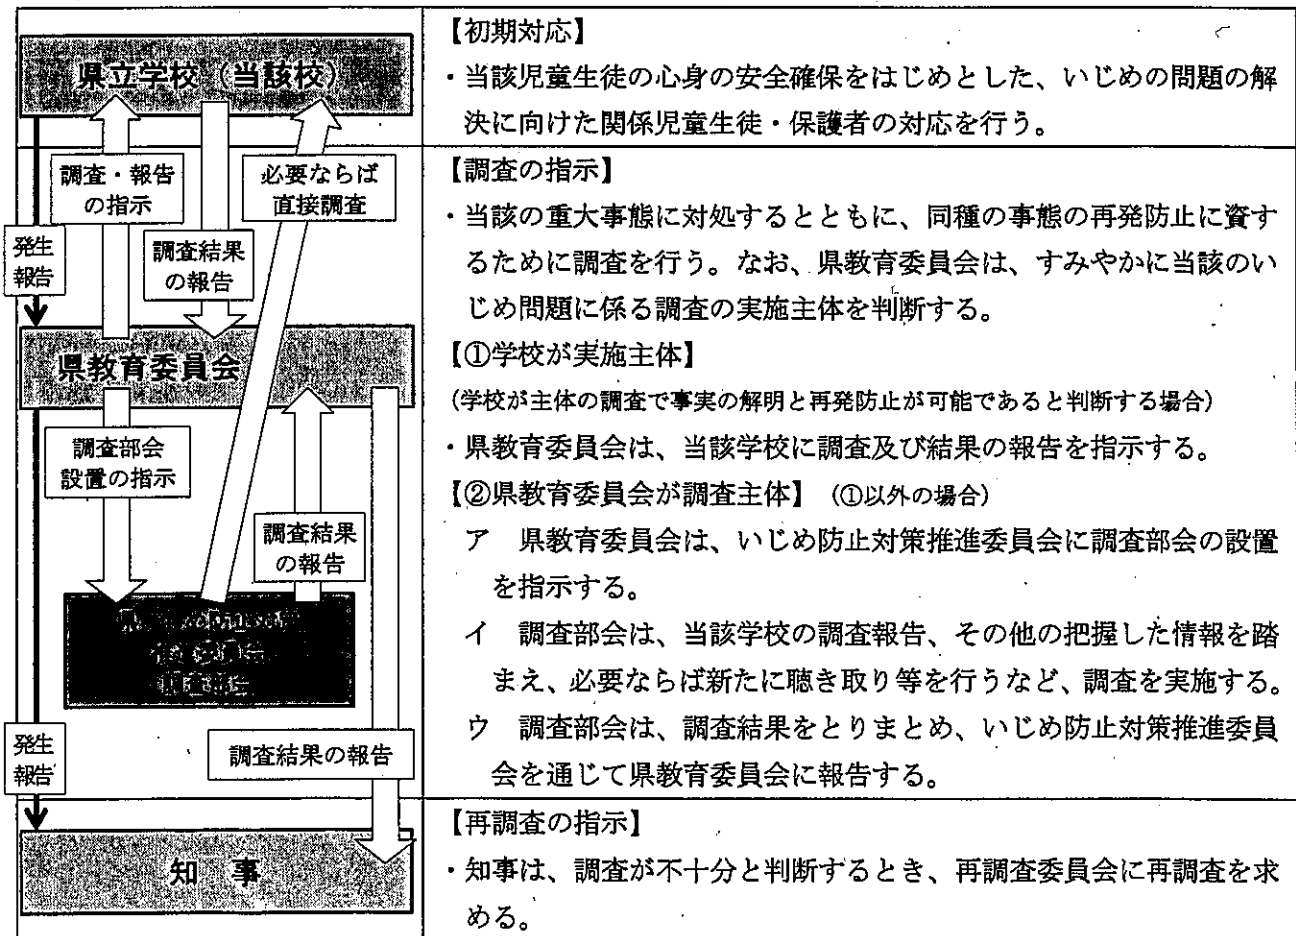 県立学校（当該校）
調査・報告
の指示
必要ならば
直接調査
発生
報告
調査結果
の報告
県教育委員会
調査部会
設置の指示
調査結果
の報告
調査部会
発生
報告
調査結果の報告
知　事
【初期対応】
・当該児童生徒の心身の安全確保をはじめとした、いじめの問題の解
決に向けた関係児童生徒・保護者の対応を行う。
【調査の指示】
・当該の重大事態に対処するとともに、同種の事態の再発防止に資す
るために調査を行う。なお、県教育委員会は、すみやかに当該のい
じめ問題に係る調査の実施主体を判断する。
【①学校が実施主体】
（学校が主体の調査で事実の解明と再発防止が可能であると判断する場合）
・県教育委員会は、当該学校に調査及び結果の報告を指示する。
【②県教育委員会が調査主体】（①以外の場合）
ア　県教育委員会は、いじめ防止対策推進委員会に調査部会の設置
を指示する。
イ　調査部会は、当該学校の調査報告、その他の把握した情報を踏
まえ、必要ならば新たに聴き取り等を行うなど、調査を実施する。
ウ　調査部会は、調査結果をとりまとめ、いじめ防止対策推進委員
会を通じて県教育委員会に報告する。
【再調査の指示】
・知事は、調査が不十分と判断するとき、再調査委員会に再調査を求
める。